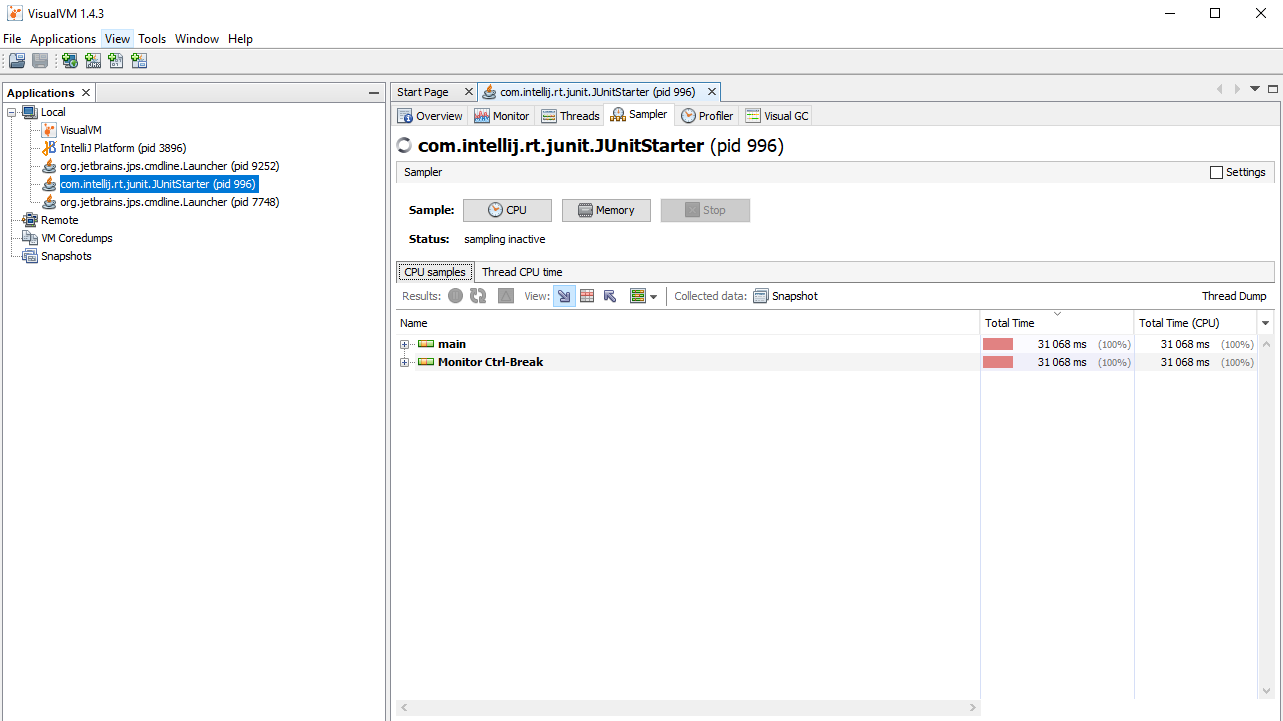 VisualVM 1.4.3
File Applications View Tools Window Help
Applications
Local
VisualVM
IntelliJ Platform (pid 3896)
org.jetbrains.jps.cmdline.Launcher (pid 9252)
com.intellij.rt.junit.JUnitStarter (pid 996)
org.jetbrains.jps.cmdline.Launcher (pid 7748)
Remote
VM Coredumps
Snapshots
Start Page com.intellij.rt.junit.JUnitStarter (pid 996)
Overview Monitor Threads Sampler Profiler Visual GC
com.intellij.rt.junit.JUnitStarter (pid 996)
Sampler Settings
Sample: CPU Memory Stop
Status: sampling inactive
CPU samples Thread CPU time
Results: View: Collected data: Snapshot Thread Dump
Name Total Time Total Time (CPU)
main 31 068 ms (100%) 31 068 ms (100%)
Monitor Ctrl-Break 31 068 ms (100%) 31 068 ms (100%)